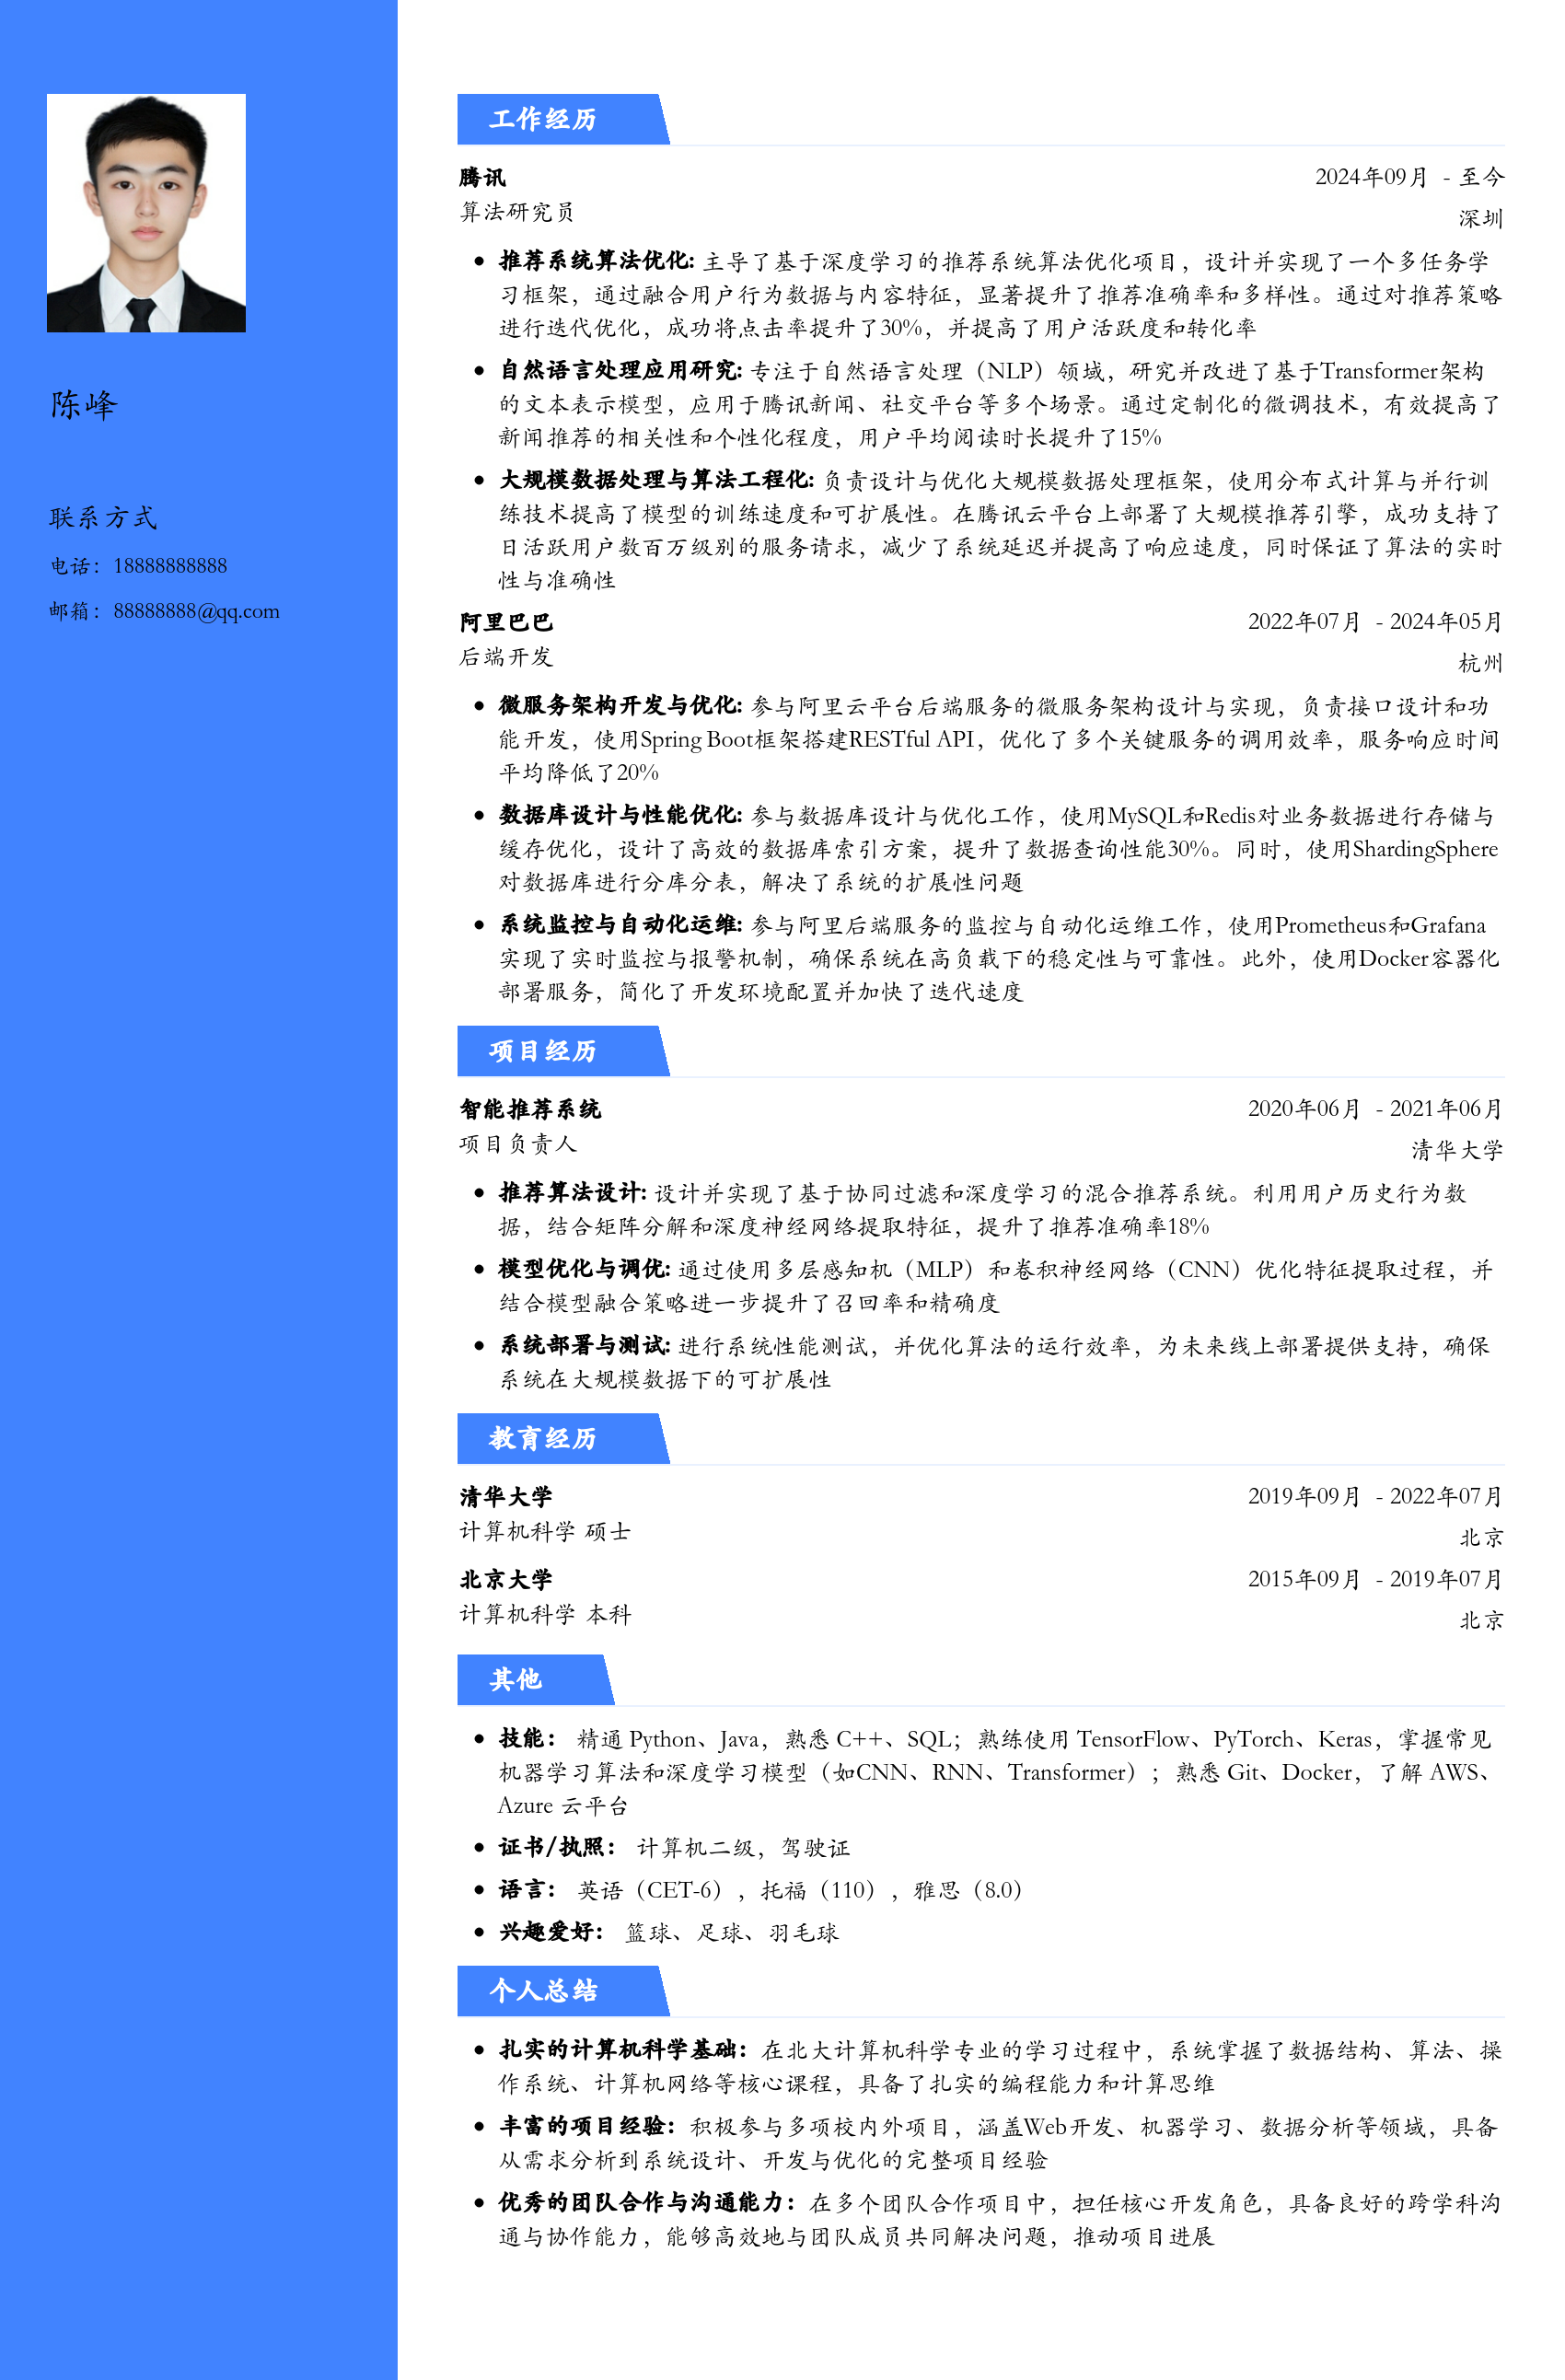 陈峰
联系方式
电话：18888888888
邮箱：88888888@qq.com
工作经历
腾讯 2024年09月 - 至今
算法研究员 深圳
推荐系统算法优化: 主导了基于深度学习的推荐系统算法优化项目，设计并实现了一个多任务学
习框架，通过融合用户行为数据与内容特征，显著提升了推荐准确率和多样性。通过对推荐策略
进行迭代优化，成功将点击率提升了30%，并提高了用户活跃度和转化率
自然语言处理应用研究: 专注于自然语言处理（NLP）领域，研究并改进了基于Transformer架构
的文本表示模型，应用于腾讯新闻、社交平台等多个场景。通过定制化的微调技术，有效提高了
新闻推荐的相关性和个性化程度，用户平均阅读时长提升了15%
大规模数据处理与算法工程化: 负责设计与优化大规模数据处理框架，使用分布式计算与并行训
练技术提高了模型的训练速度和可扩展性。在腾讯云平台上部署了大规模推荐引擎，成功支持了
日活跃用户数百万级别的服务请求，减少了系统延迟并提高了响应速度，同时保证了算法的实时
性与准确性
阿里巴巴 2022年07月 - 2024年05月
后端开发 杭州
微服务架构开发与优化: 参与阿里云平台后端服务的微服务架构设计与实现，负责接口设计和功
能开发，使用Spring Boot框架搭建RESTful API，优化了多个关键服务的调用效率，服务响应时间
平均降低了20%
数据库设计与性能优化: 参与数据库设计与优化工作，使用MySQL和Redis对业务数据进行存储与
缓存优化，设计了高效的数据库索引方案，提升了数据查询性能30%。同时，使用ShardingSphere
对数据库进行分库分表，解决了系统的扩展性问题
系统监控与自动化运维: 参与阿里后端服务的监控与自动化运维工作，使用Prometheus和Grafana
实现了实时监控与报警机制，确保系统在高负载下的稳定性与可靠性。此外，使用Docker容器化
部署服务，简化了开发环境配置并加快了迭代速度
项目经历
智能推荐系统 2020年06月 - 2021年06月
项目负责人 清华大学
推荐算法设计: 设计并实现了基于协同过滤和深度学习的混合推荐系统。利用用户历史行为数
据，结合矩阵分解和深度神经网络提取特征，提升了推荐准确率18%
模型优化与调优: 通过使用多层感知机（MLP）和卷积神经网络（CNN）优化特征提取过程，并
结合模型融合策略进一步提升了召回率和精确度
系统部署与测试: 进行系统性能测试，并优化算法的运行效率，为未来线上部署提供支持，确保
系统在大规模数据下的可扩展性
教育经历
清华大学 2019年09月 - 2022年07月
计算机科学 硕士 北京
北京大学 2015年09月 - 2019年07月
计算机科学 本科 北京
其他
技能： 精通 Python、Java，熟悉 C++、SQL；熟练使用 TensorFlow、PyTorch、Keras，掌握常见
机器学习算法和深度学习模型（如CNN、RNN、Transformer）；熟悉 Git、Docker，了解 AWS、
Azure 云平台
证书/执照： 计算机二级，驾驶证
语言： 英语（CET-6），托福（110），雅思（8.0）
兴趣爱好： 篮球、足球、羽毛球
个人总结
扎实的计算机科学基础：在北大计算机科学专业的学习过程中，系统掌握了数据结构、算法、操
作系统、计算机网络等核心课程，具备了扎实的编程能力和计算思维
丰富的项目经验：积极参与多项校内外项目，涵盖Web开发、机器学习、数据分析等领域，具备
从需求分析到系统设计、开发与优化的完整项目经验
优秀的团队合作与沟通能力：在多个团队合作项目中，担任核心开发角色，具备良好的跨学科沟
通与协作能力，能够高效地与团队成员共同解决问题，推动项目进展